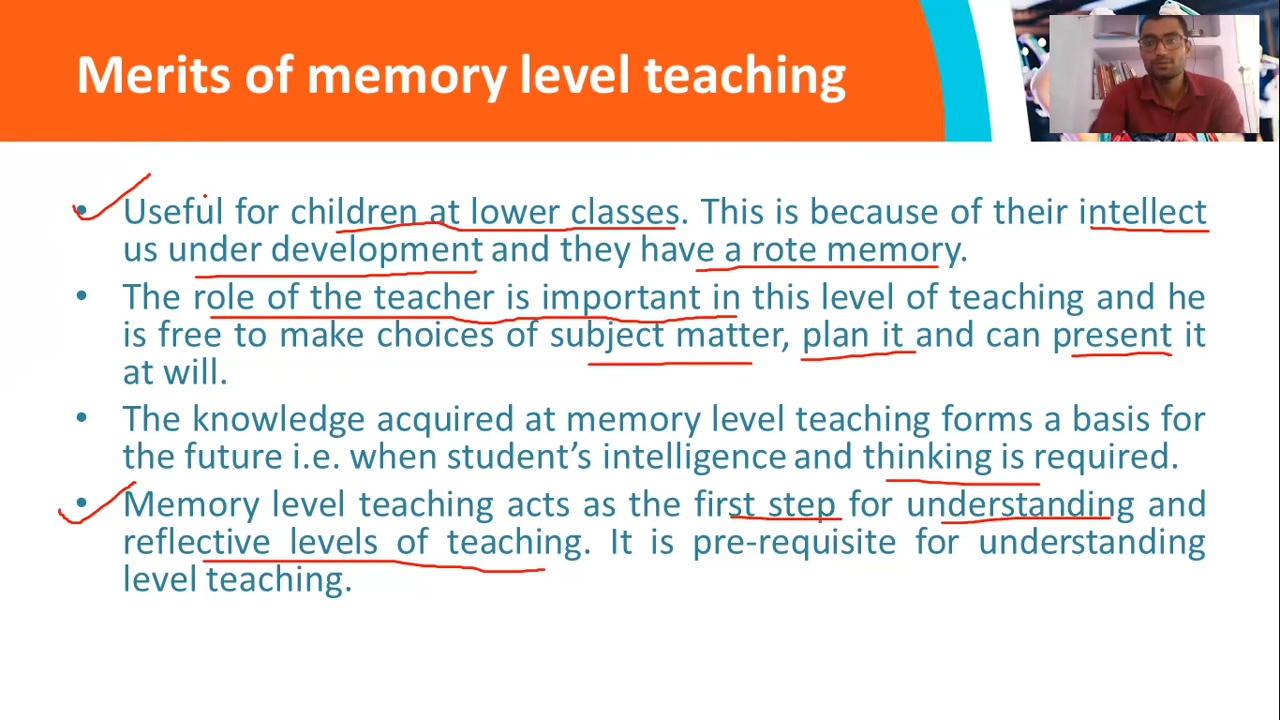 Merits of memory level teaching
• Useful for children at lower classes. This is because of their intellect
us under development and they have a rote memory.
• The role of the teacher is important in this level of teaching and he
is free to make choices of subject matter, plan it and can present it
at will.
• The knowledge acquired at memory level teaching forms a basis for
the future i.e. when student's intelligence and thinking is required.
• Memory level teaching acts as the first step for understanding and
reflective levels of teaching. It is pre-requisite for understanding
level teaching.